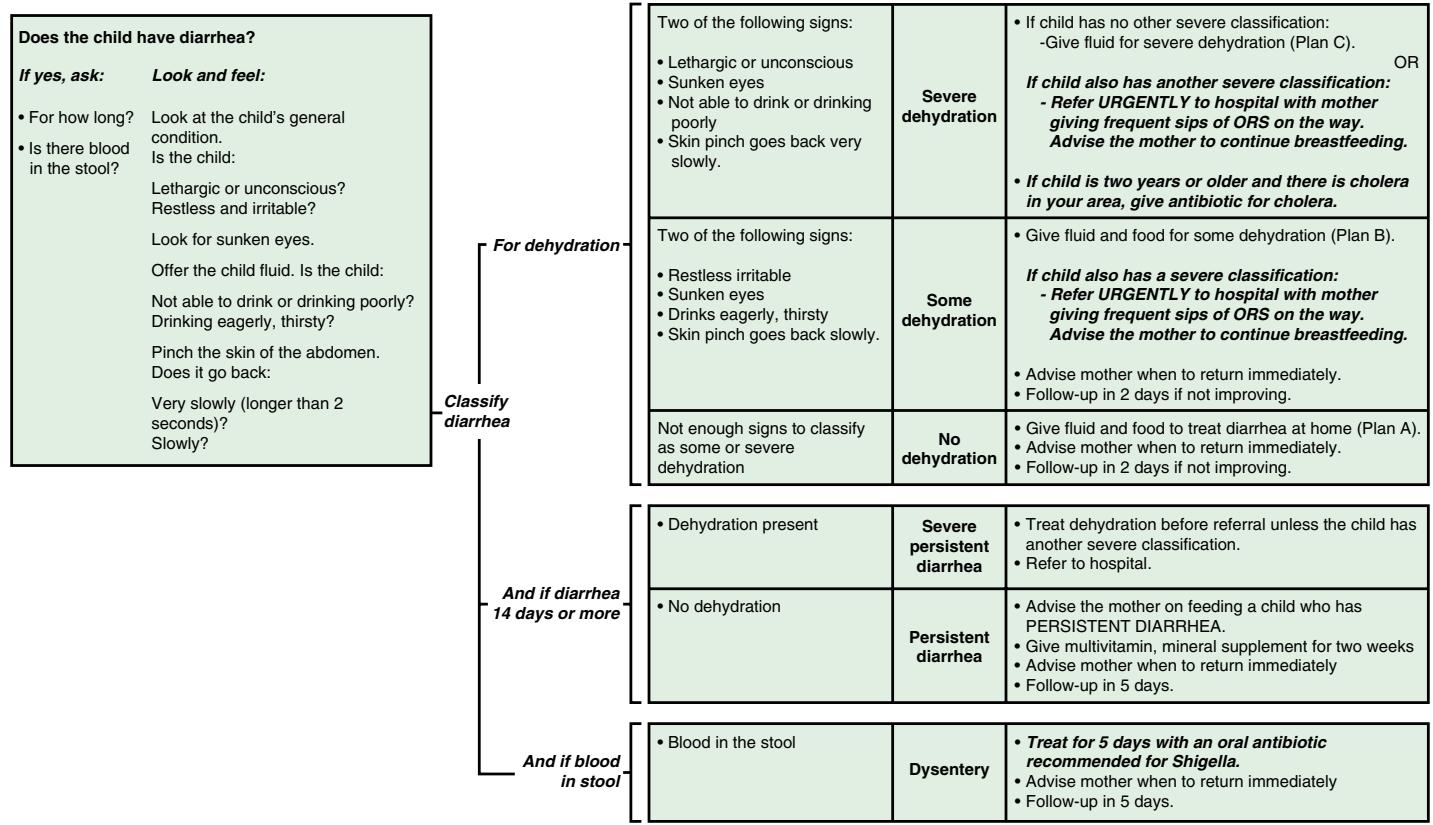 Does the child have diarrhea?
If yes, ask:
• For how long?
• Is there blood
in the stool?
Look and feel:
Look at the child's general
condition.
Is the child:
Lethargic or unconscious?
Restless and irritable?
Look for sunken eyes.
Offer the child fluid. Is the child:
Not able to drink or drinking poorly?
Drinking eagerly, thirsty?
Pinch the skin of the abdomen.
Does it go back:
Very slowly (longer than 2
seconds)?
Slowly?
Classify
diarrhea
For dehydration
Two of the following signs:
• Lethargic or unconscious
• Sunken eyes
• Not able to drink or drinking
poorly
• Skin pinch goes back very
slowly.
Severe
dehydration
• If child has no other severe classification:
-Give fluid for severe dehydration (Plan C).
OR
If child also has another severe classification:
- Refer URGENTLY to hospital with mother
giving frequent sips of ORS on the way.
Advise the mother to continue breastfeeding.
• If child is two years or older and there is cholera
in your area, give antibiotic for cholera.
Two of the following signs:
• Restless irritable
• Sunken eyes
• Drinks eagerly, thirsty
• Skin pinch goes back slowly.
Some
dehydration
• Give fluid and food for some dehydration (Plan B).
If child also has a severe classification:
- Refer URGENTLY to hospital with mother
giving frequent sips of ORS on the way.
Advise the mother to continue breastfeeding.
• Advise mother when to return immediately.
• Follow-up in 2 days if not improving.
Not enough signs to classify
as some or severe
dehydration
No
dehydration
• Give fluid and food to treat diarrhea at home (Plan A).
• Advise mother when to return immediately.
• Follow-up in 2 days if not improving.
And if diarrhea
14 days or more
• Dehydration present
Severe
persistent
diarrhea
• Treat dehydration before referral unless the child has
another severe classification.
• Refer to hospital.
• No dehydration
Persistent
diarrhea
• Advise the mother on feeding a child who has
PERSISTENT DIARRHEA.
• Give multivitamin, mineral supplement for two weeks
• Advise mother when to return immediately
• Follow-up in 5 days.
And if blood
in stool
• Blood in the stool
Dysentery
• Treat for 5 days with an oral antibiotic
recommended for Shigella.
• Advise mother when to return immediately
• Follow-up in 5 days.